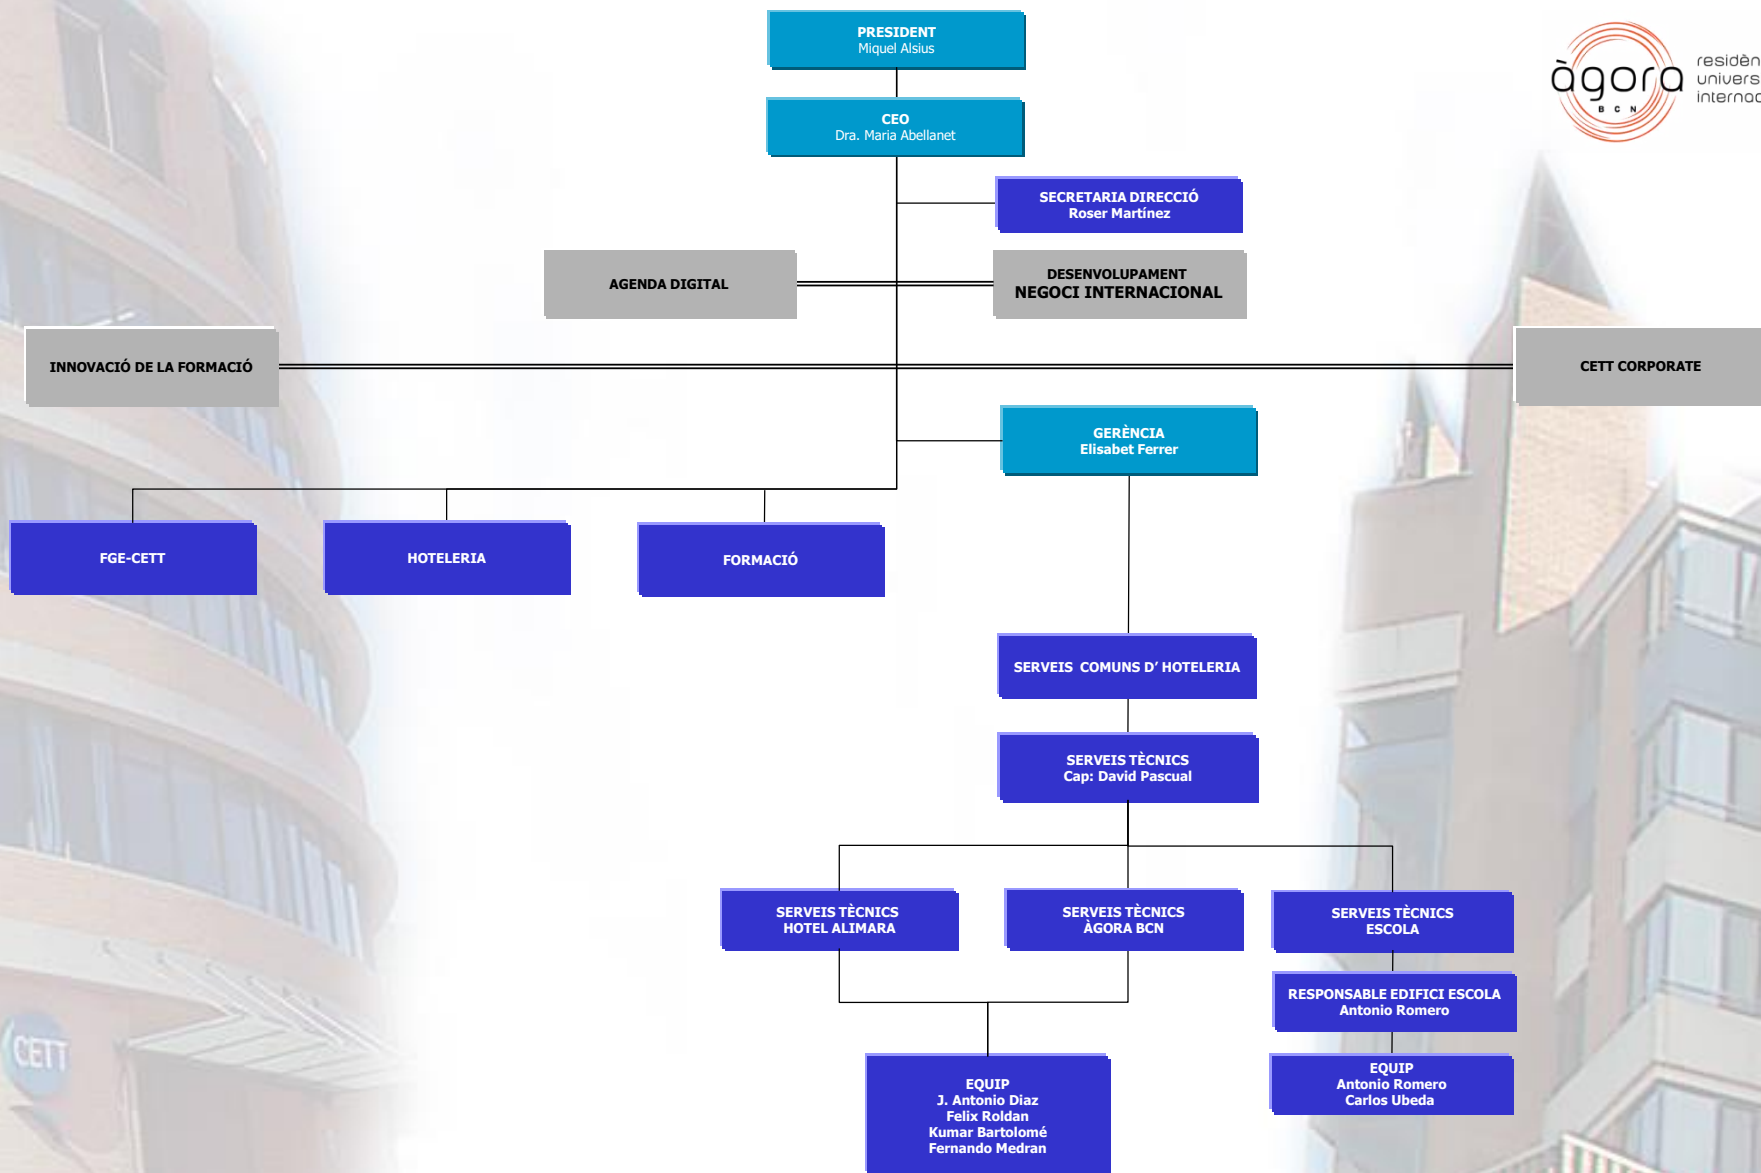 PRESIDENT
Miquel Alsius
àgora
BCN
CEO
Dra. Maria Abellanet
SECRETARIA DIRECCIÓ
Roser Martínez
AGENDA DIGITAL
DESENVOLUPAMENT
NEGOCI INTERNACIONAL
INNOVACIÓ DE LA FORMACIÓ
CETT CORPORATE
GERÈNCIA
Elisabet Ferrer
FGE-CETT
HOTELERIA
FORMACIÓ
SERVEIS COMUNS D’ HOTELERIA
SERVEIS TÈCNICS
Cap: David Pascual
SERVEIS TÈCNICS
HOTEL ALIMARA
SERVEIS TÈCNICS
ÀGORA BCN
SERVEIS TÈCNICS
ESCOLA
RESPONSABLE EDIFICI ESCOLA
Antonio Romero
EQUIP
J. Antonio Diaz
Felix Roldan
Kumar Bartolomé
Fernando Medran
EQUIP
Antonio Romero
Carlos Ubeda
CETT